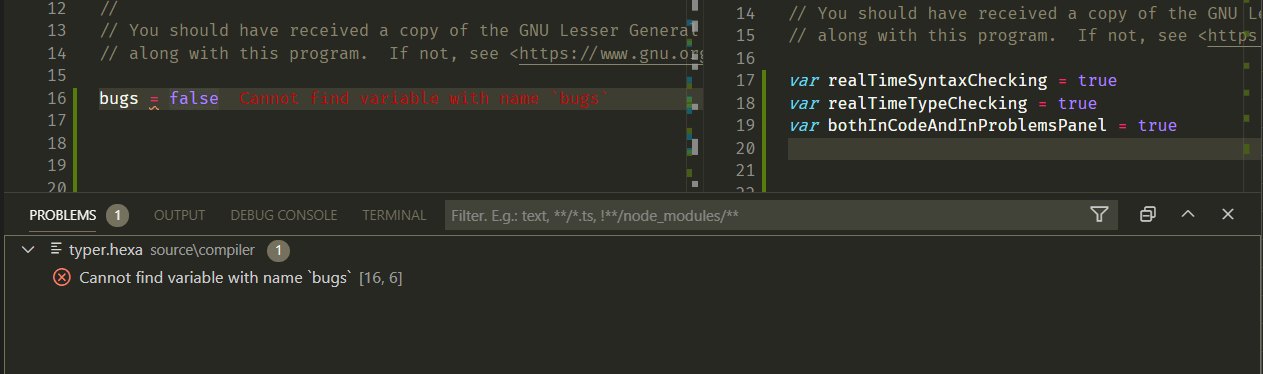 12 //
13 // You should have received a copy of the GNU Lesser General
14 // along with this program.  If not, see <https://www.gnu.org
15
16 bugs = false  Cannot find variable with name `bugs`
17
18
19
20
14 // You should have received a copy of the GNU
15 // along with this program.  If not, see <https
16
17 var realTimeSyntaxChecking = true
18 var realTimeTypeChecking = true
19 var bothInCodeAndInProblemsPanel = true
20
21
PROBLEMS 1 OUTPUT DEBUG CONSOLE TERMINAL Filter. E.g.: text, **/*.ts, !**/node_modules/**
typer.hexa source\compiler 1
Cannot find variable with name `bugs` [16, 6]